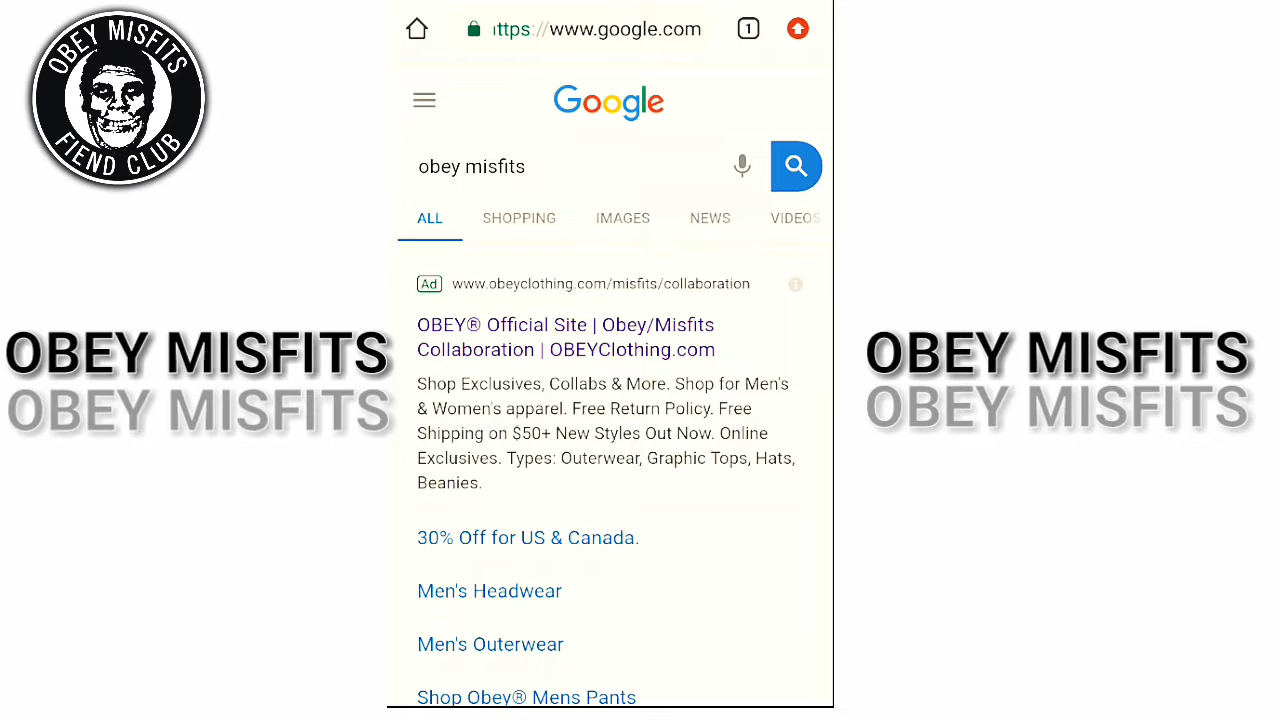 OBEY MISFITS
FIEND CLUB
https://www.google.com
1
Google
obey misfits
ALL SHOPPING IMAGES NEWS VIDEOS
Ad www.obeyclothing.com/misfits/collaboration
OBEY® Official Site | Obey/Misfits
Collaboration | OBEYClothing.com
Shop Exclusives, Collabs & More. Shop for Men's
& Women's apparel. Free Return Policy. Free
Shipping on $50+ New Styles Out Now. Online
Exclusives. Types: Outerwear, Graphic Tops, Hats,
Beanies.
30% Off for US & Canada.
Men's Headwear
Men's Outerwear
Shop Obey® Mens Pants
OBEY MISFITS
OBEY MISFITS
OBEY MISFITS
OBEY MISFITS